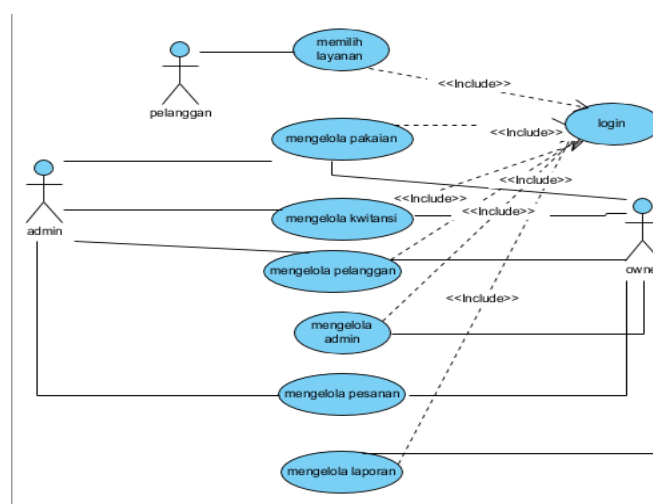 memilih
layanan
<<Include>>
pelanggan
login
<<Include>>
mengelola pakaian
<<Include>>
<<Include>>
mengelola kwitansi
<<Include>>
admin
mengelola pelanggan
owne
<<Include>>
mengelola
admin
mengelola pesanan
mengelola laporan